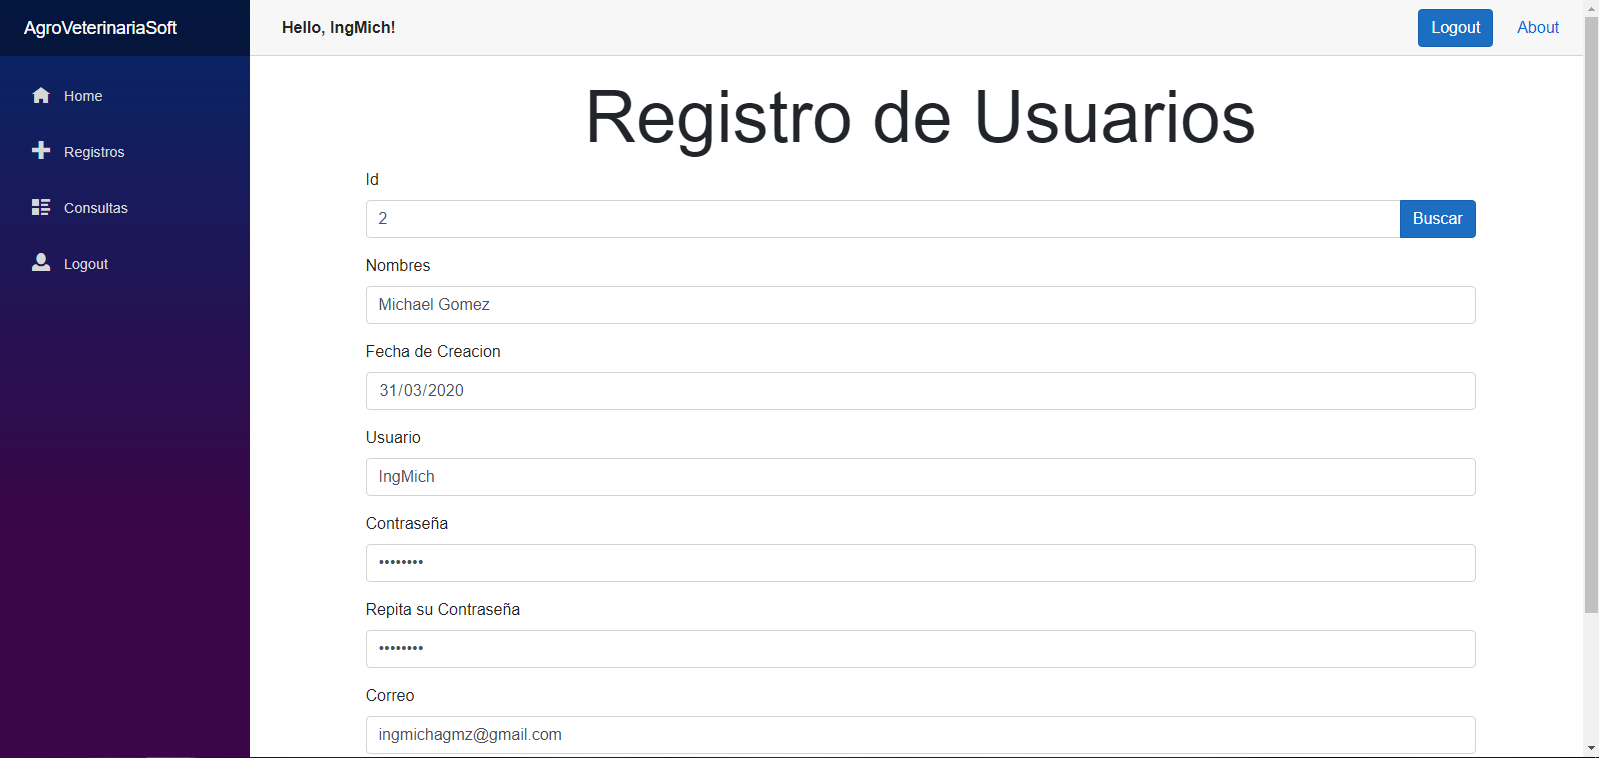 AgroVeterinariaSoft
Hello, IngMich!
Logout
About
Home
Registros
Consultas
Logout
Registro de Usuarios
Id
2
Buscar
Nombres
Michael Gomez
Fecha de Creacion
31/03/2020
Usuario
IngMich
Contraseña
••••••••
Repita su Contraseña
••••••••
Correo
ingmichagmz@gmail.com